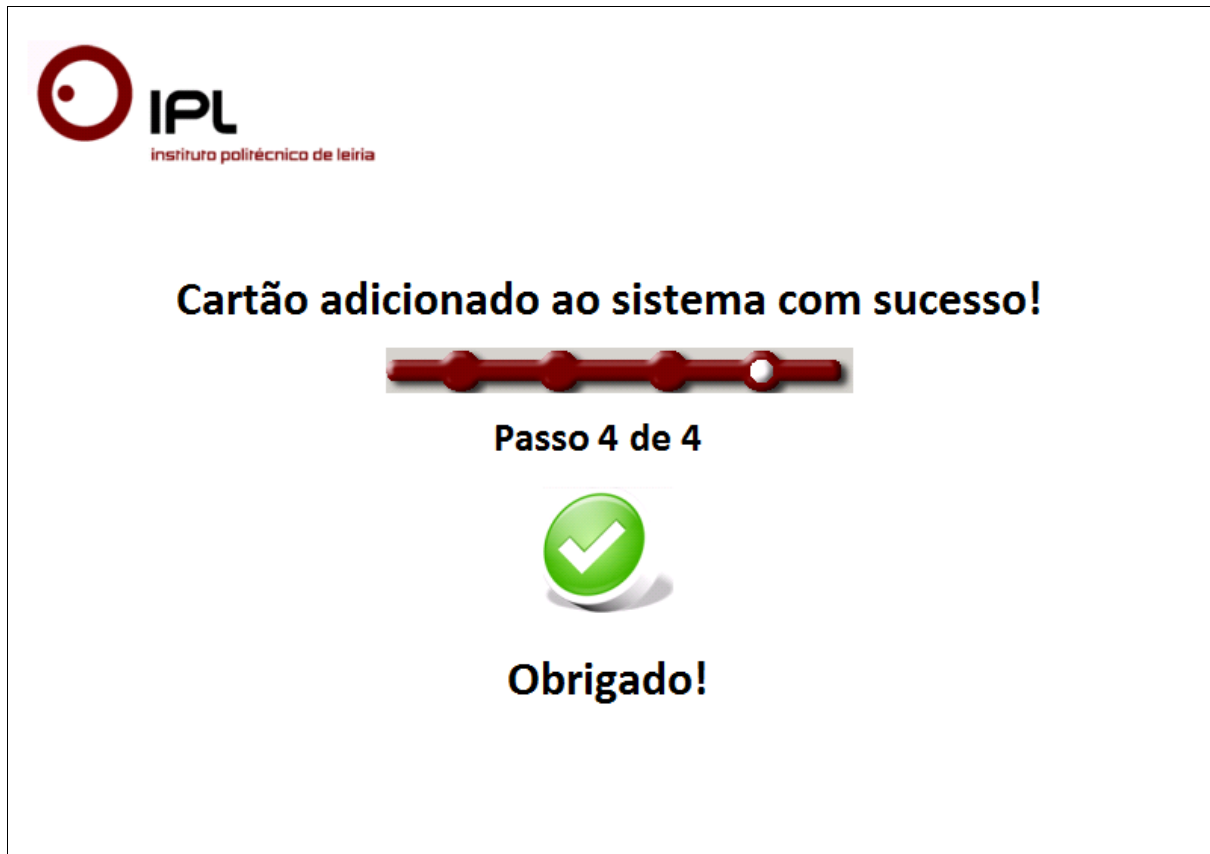 IPL
instituto politécnico de leiria
Cartão adicionado ao sistema com sucesso!
Passo 4 de 4
Obrigado!